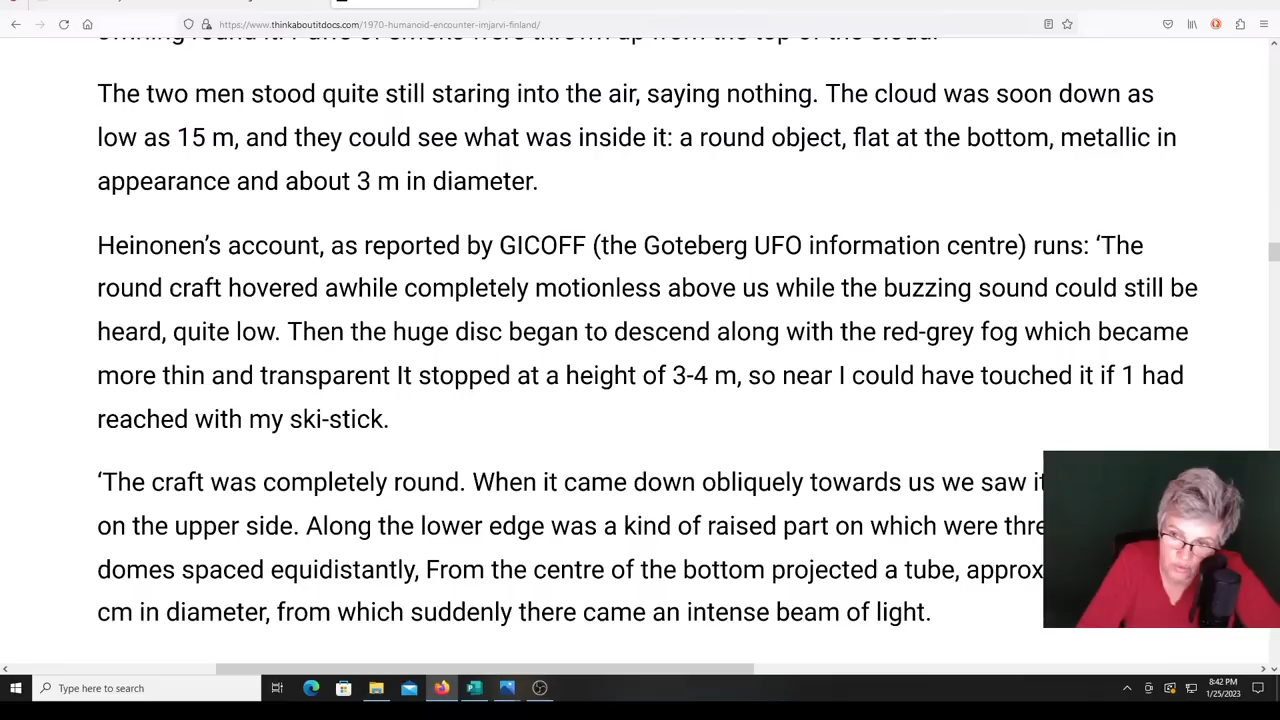 https://www.thinkaboutitdocs.com/1970-humanoid-encounter-imjarvi-finland/
The two men stood quite still staring into the air, saying nothing. The cloud was soon down as
low as 15 m, and they could see what was inside it: a round object, flat at the bottom, metallic in
appearance and about 3 m in diameter.
Heinonen’s account, as reported by GICOFF (the Goteberg UFO information centre) runs: ‘The
round craft hovered awhile completely motionless above us while the buzzing sound could still be
heard, quite low. Then the huge disc began to descend along with the red-grey fog which became
more thin and transparent It stopped at a height of 3-4 m, so near I could have touched it if 1 had
reached with my ski-stick.
‘The craft was completely round. When it came down obliquely towards us we saw
on the upper side. Along the lower edge was a kind of raised part on which were
domes spaced equidistantly, From the centre of the bottom projected a tube,
cm in diameter, from which suddenly there came an intense beam of light.
Type here to search
8:42 PM
1/25/2023